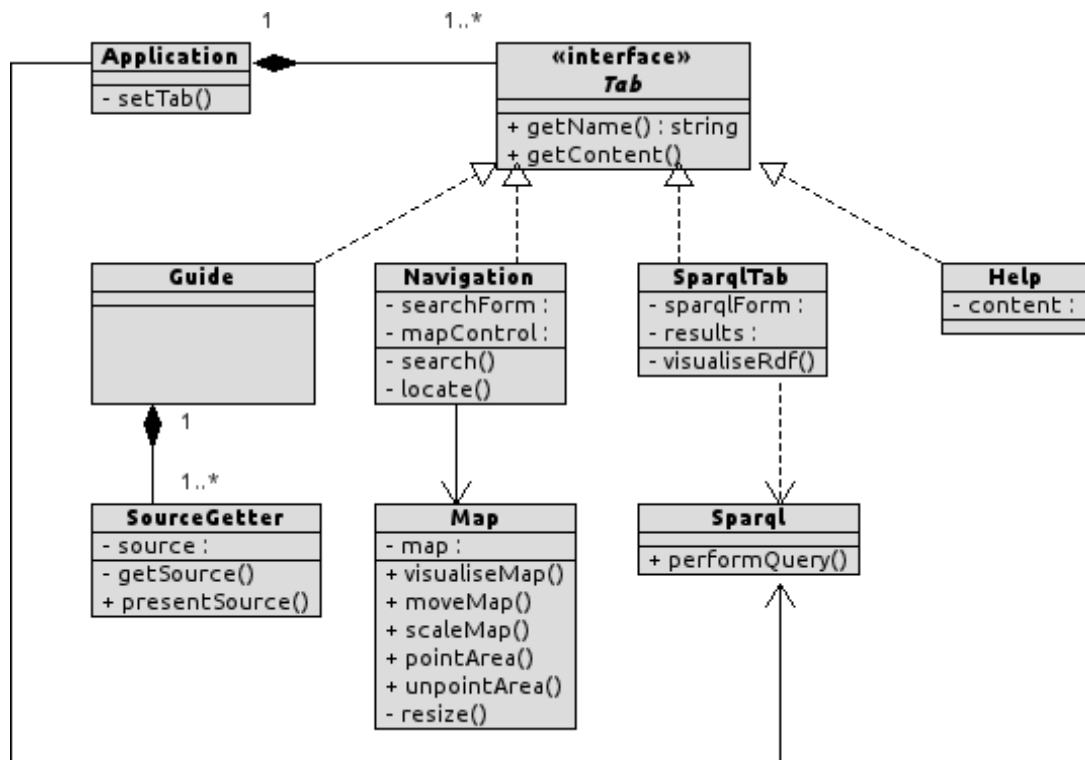 1
1..*
Application
- setTab()
«interface»
Tab
+ getName() : string
+ getContent()
Guide
Navigation
- searchForm :
- mapControl :
- search()
- locate()
SparqlTab
- sparqlForm :
- results :
- visualiseRdf()
Help
- content :
1
1..*
SourceGetter
- source :
- getSource()
+ presentSource()
Map
- map :
+ visualiseMap()
+ moveMap()
+ scaleMap()
+ pointArea()
+ unpointArea()
- resize()
Sparql
+ performQuery()